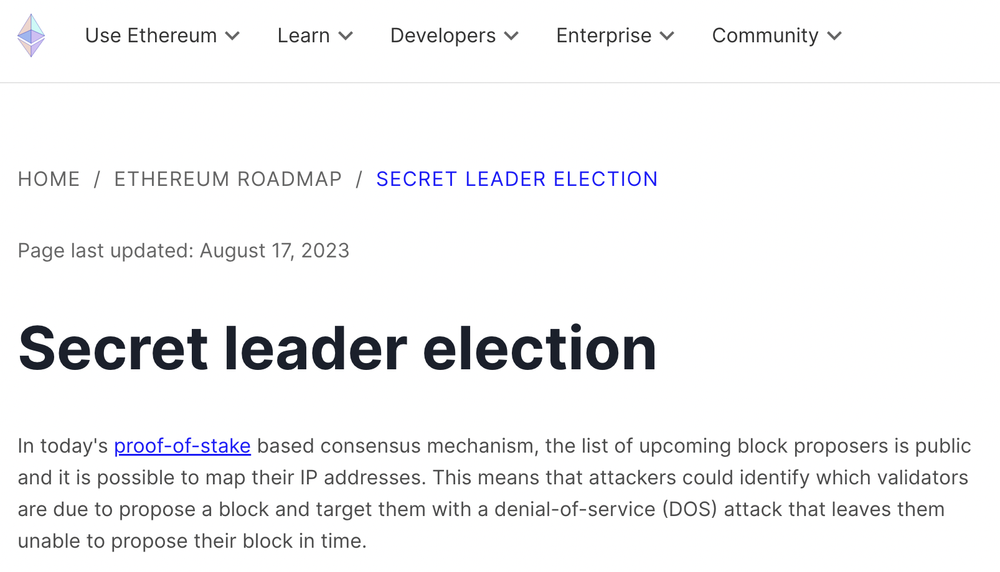 Use Ethereum Learn Developers Enterprise Community
HOME / ETHEREUM ROADMAP / SECRET LEADER ELECTION
Page last updated: August 17, 2023
Secret leader election
In today's proof-of-stake based consensus mechanism, the list of upcoming block proposers is public
and it is possible to map their IP addresses. This means that attackers could identify which validators
are due to propose a block and target them with a denial-of-service (DOS) attack that leaves them
unable to propose their block in time.